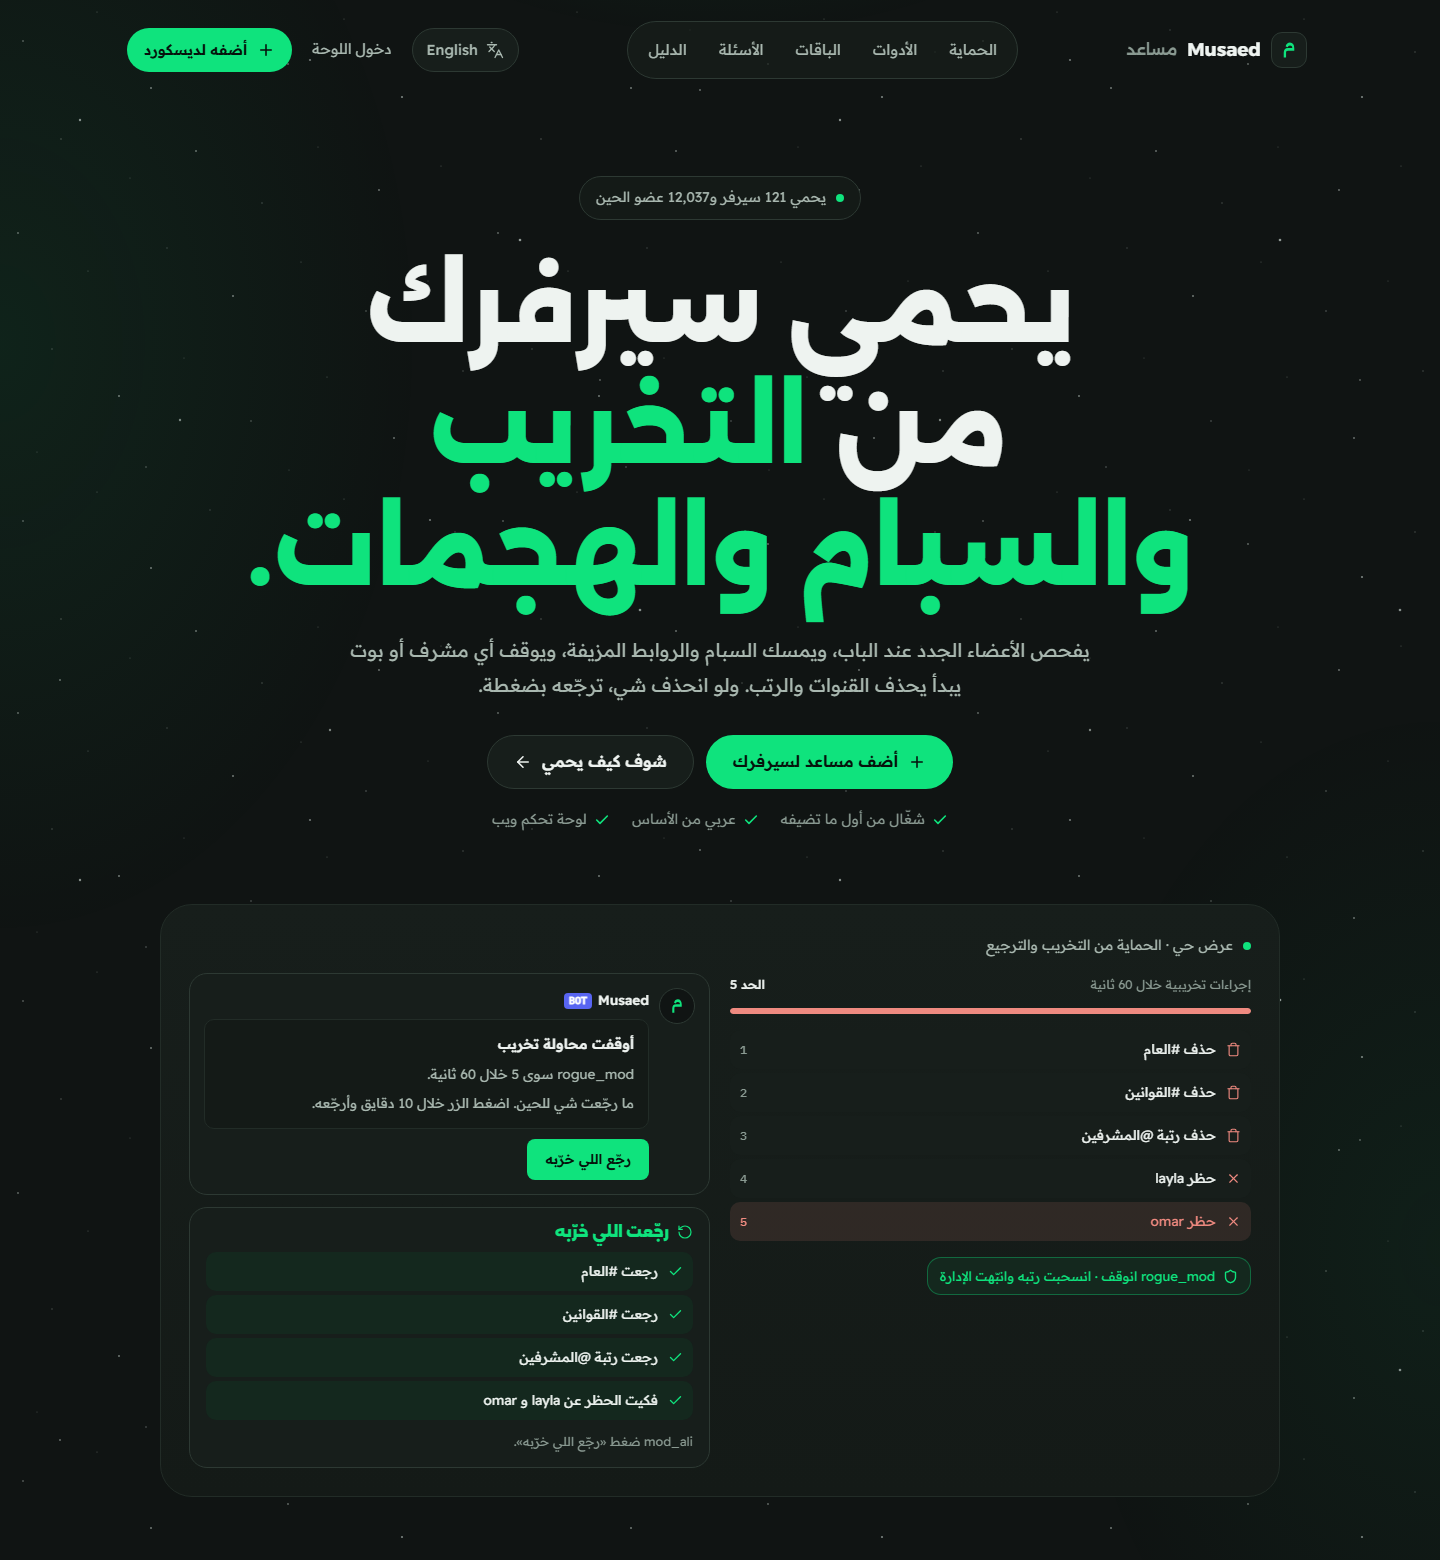 م Musaed مساعد
الحماية الأدوات الباقات الأسئلة الدليل
English
دخول اللوحة
أضفه لديسكورد
يحمي 121 سيرفر و12,037 عضو الحين
يحمي سيرفرك
من التخريب
والسبام والهجمات.
يفحص الأعضاء الجدد عند الباب، ويمسك السبام والروابط المزيفة، ويوقف أي مشرف أو بوت
يبدأ يحذف القنوات والرتب. ولو انحذف شي، ترجّعه بضغطة.
أضف مساعد لسيرفرك
شوف كيف يحمي
شغّال من أول ما تضيفه
عربي من الأساس
لوحة تحكم ويب
عرض حي · الحماية من التخريب والترجيع
إجراءات تخريبية خلال 60 ثانية
الحد 5
حذف #العام 1
حذف #القوانين 2
حذف رتبة @المشرفين 3
حظر layla 4
حظر omar 5
rogue_mod انوقف · انسحبت رتبه وانبّهت الإدارة
م
Musaed BOT
أوقفت محاولة تخريب
rogue_mod سوى 5 خلال 60 ثانية.
ما رجّعت شي للحين. اضغط الزر خلال 10 دقايق وأرجّعه.
رجّع اللي خرّبه
رجّعت اللي خرّبه
رجعت #العام
رجعت #القوانين
رجعت رتبة @المشرفين
فكيت الحظر عن layla و omar
mod_ali ضغط «رجّع اللي خرّبه».